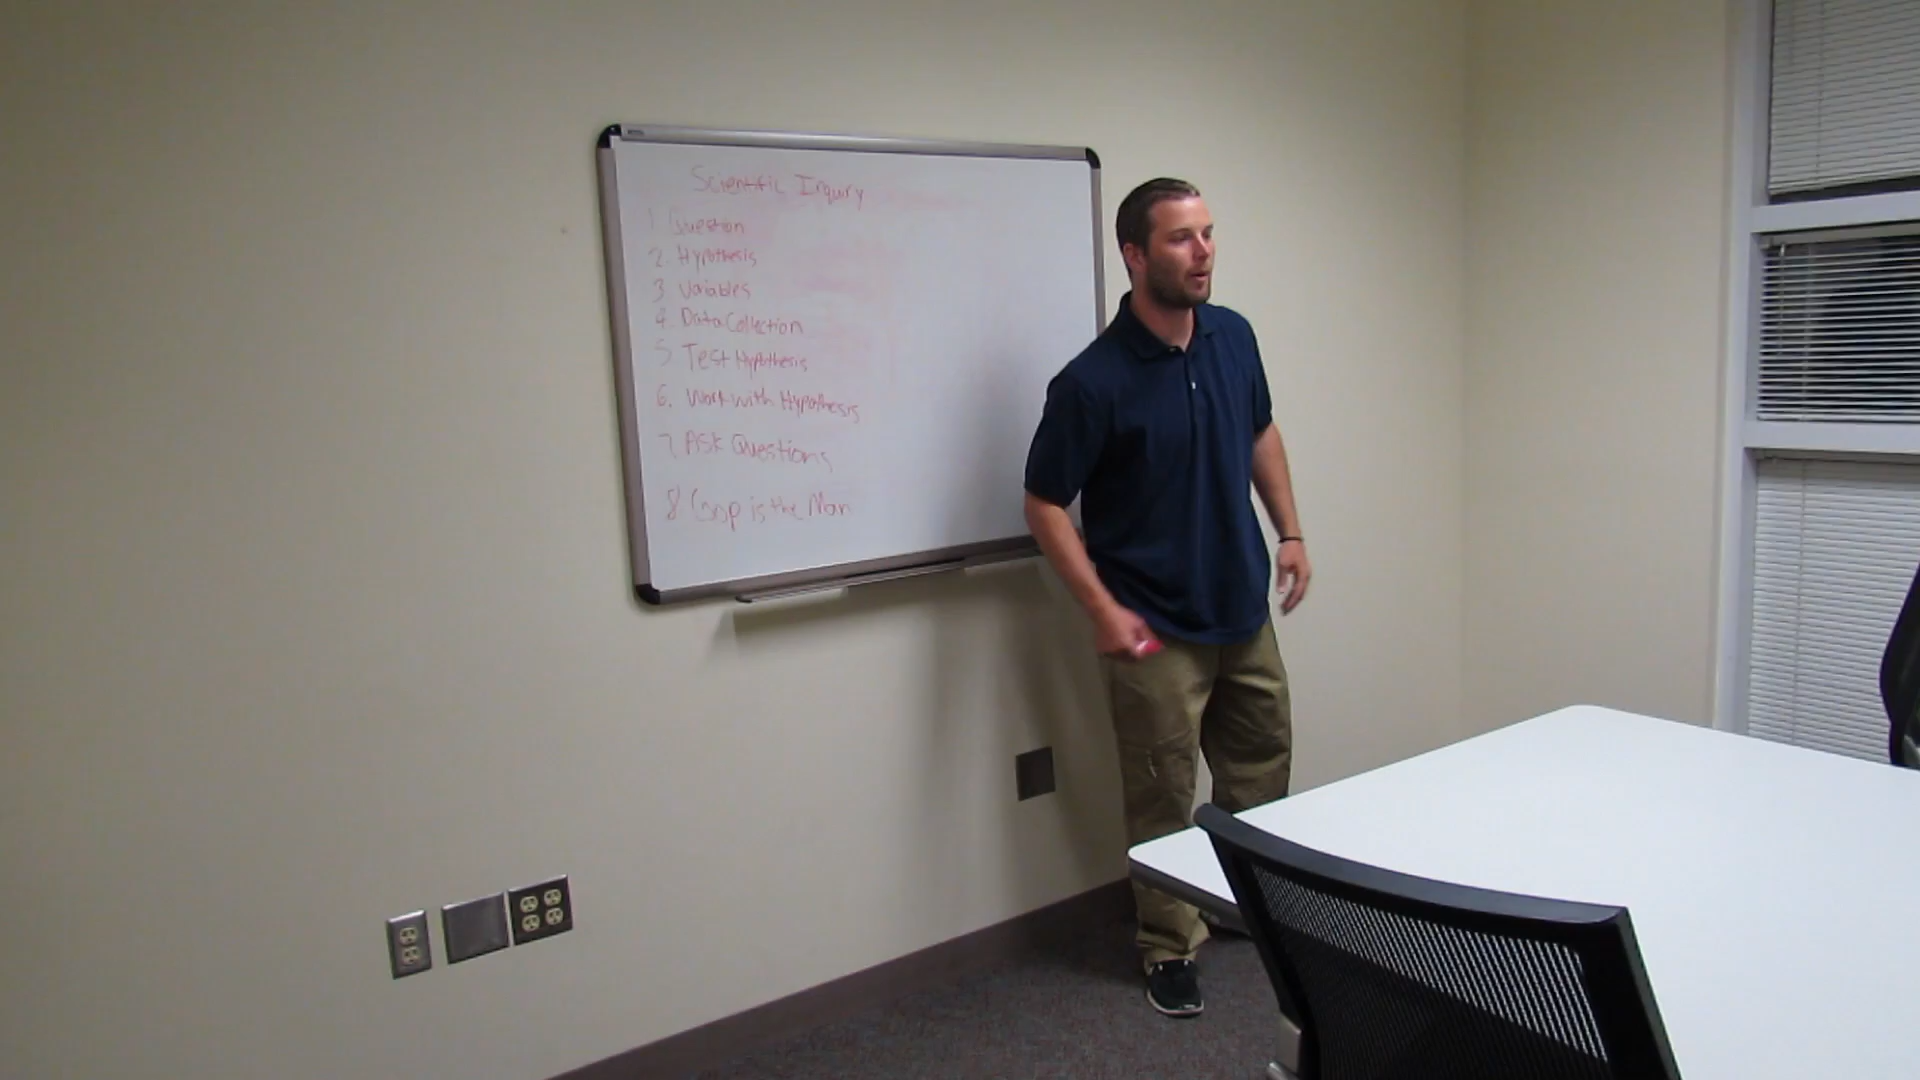 Scientific Inquiry
1. Question
2. Hypothesis
3. Variables
4. Data Collection
5. Test Hypothesis
6. Work with Hypothesis
7. Ask Questions
8. is the Man